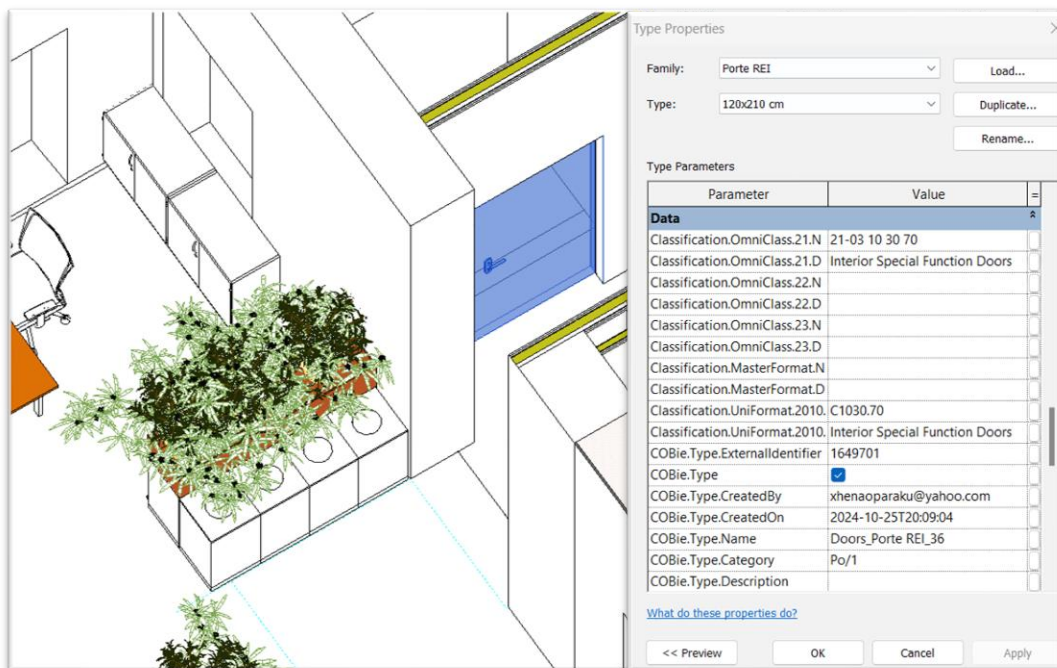 Type Properties
Family: Porte REI Load...
Type: 120x210 cm Duplicate...
Rename...
Type Parameters
Parameter Value =
Data
Classification.OmniClass.21.N 21-03 10 30 70
Classification.OmniClass.21.D Interior Special Function Doors
Classification.OmniClass.22.N
Classification.OmniClass.22.D
Classification.OmniClass.23.N
Classification.OmniClass.23.D
Classification.MasterFormat.N
Classification.MasterFormat.D
Classification.UniFormat.2010. C1030.70
Classification.UniFormat.2010. Interior Special Function Doors
COBie.Type.ExternalIdentifier 1649701
COBie.Type
COBie.Type.CreatedBy xhenaoparaku@yahoo.com
COBie.Type.CreatedOn 2024-10-25T20:09:04
COBie.Type.Name Doors_Porte REI_36
COBie.Type.Category Po/1
COBie.Type.Description
What do these properties do?
<< Preview OK Cancel Apply